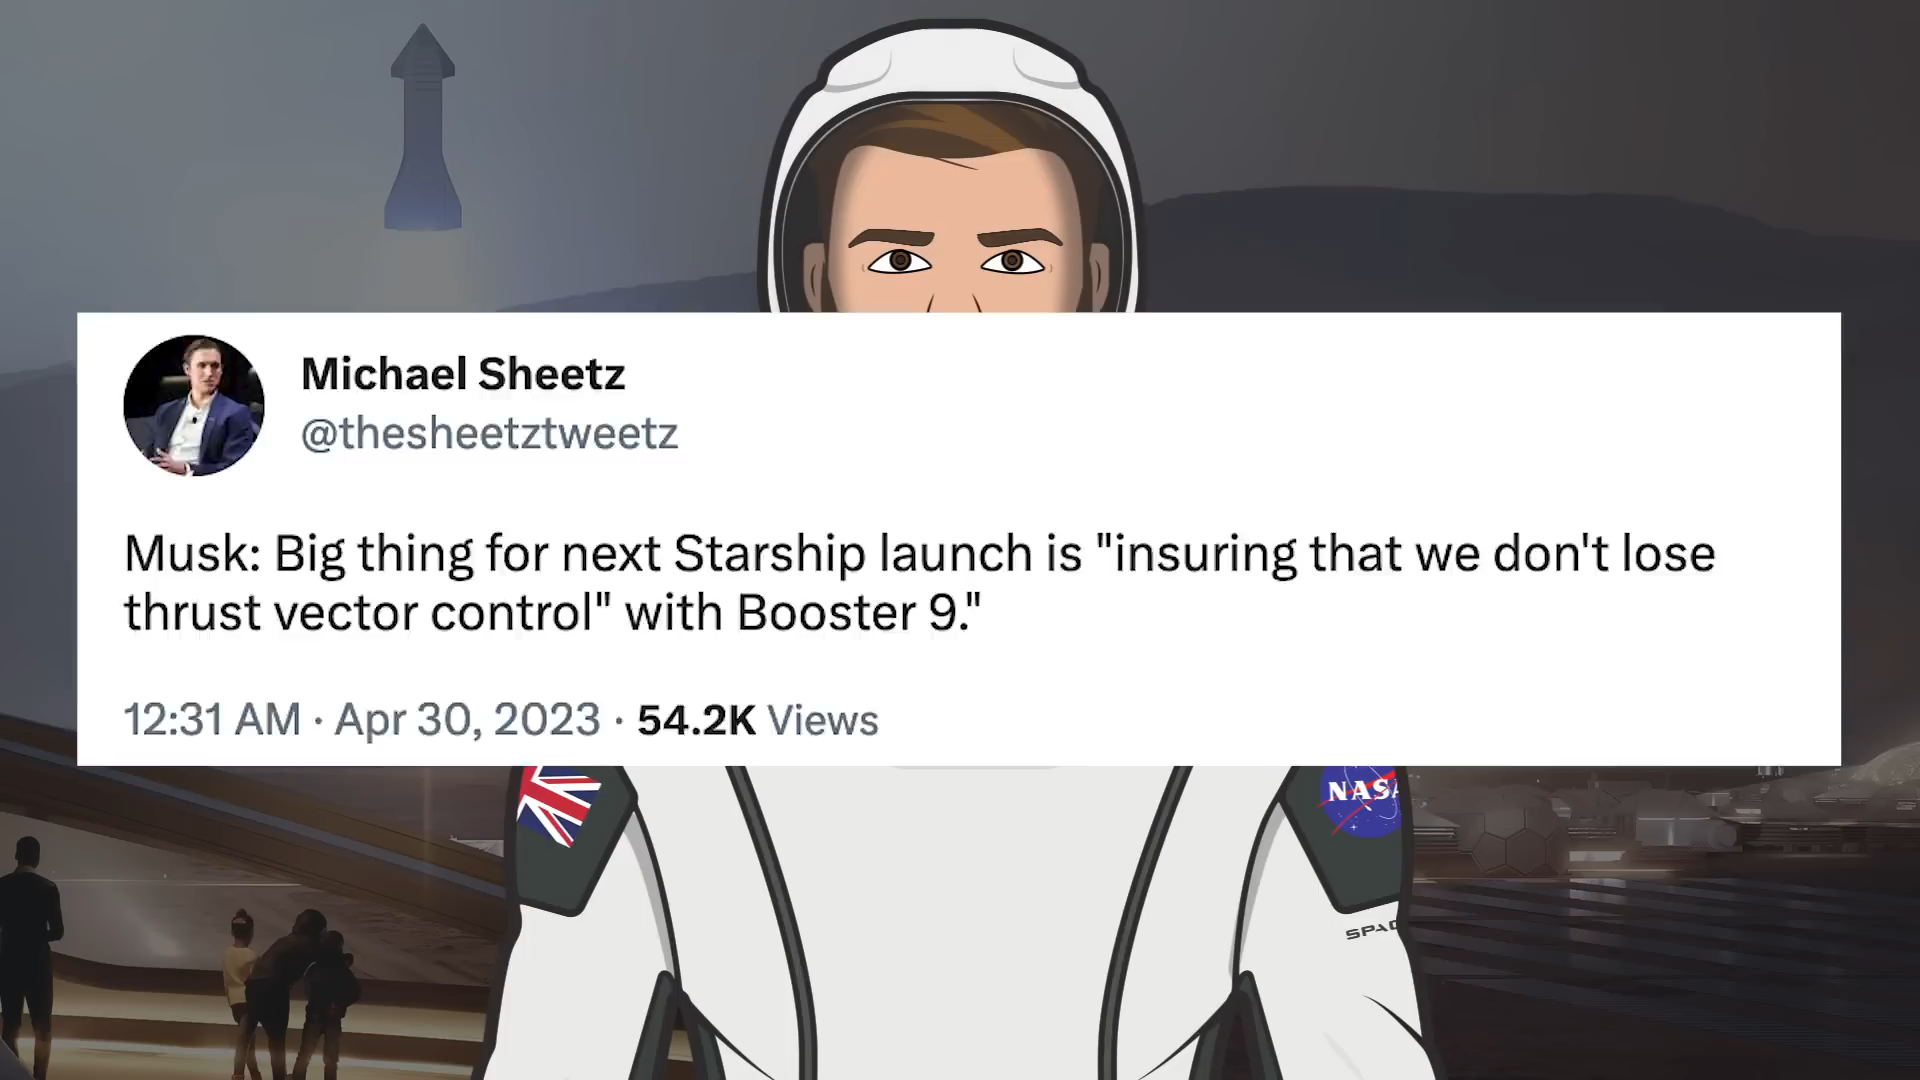 Michael Sheetz
@thesheetztweetz
Musk: Big thing for next Starship launch is "insuring that we don't lose
thrust vector control" with Booster 9."
12:31 AM · Apr 30, 2023 · 54.2K Views
NASA
SPAC